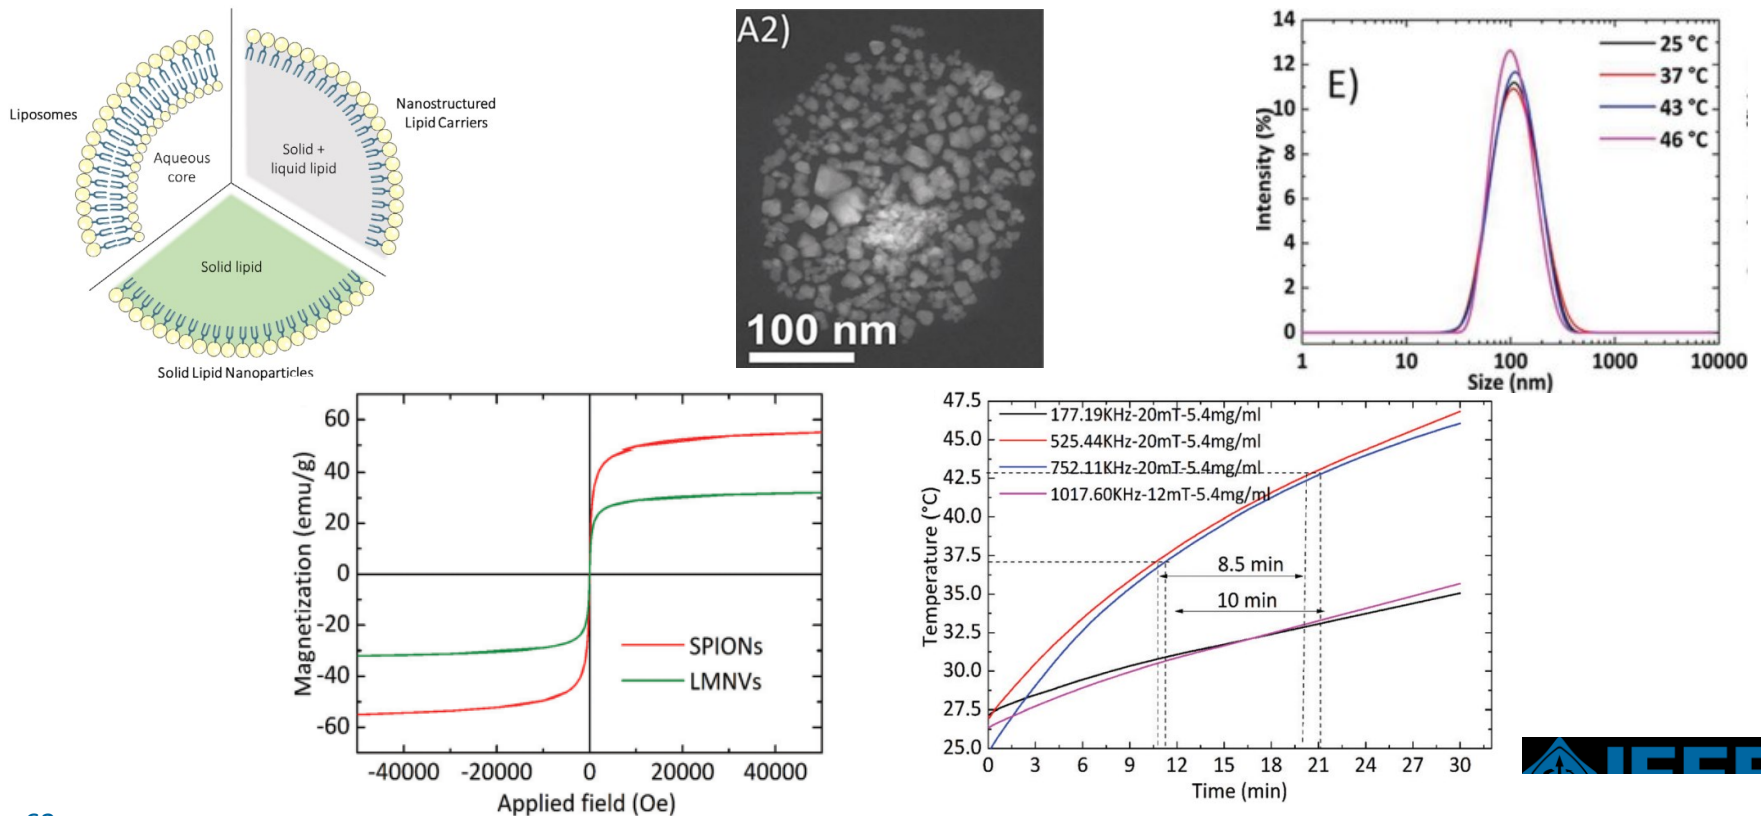 Liposomes
Aqueous
core
Solid +
liquid lipid
Nanostructured
Lipid Carriers
Solid lipid
Solid Lipid Nanoparticles
A2)
100 nm
E)
Intensity (%)
14
12
10
8
6
4
2
0
25 °C
37 °C
43 °C
46 °C
1 10 100 1000 10000
Size (nm)
Magnetization (emu/g)
60
40
20
0
-20
-40
-60
SPIONs
LMNVs
-40000 -20000 0 20000 40000
Applied field (Oe)
Temperature (°C)
47.5
45.0
42.5
40.0
37.5
35.0
32.5
30.0
27.5
25.0
177.19KHz-20mT-5.4mg/ml
525.44KHz-20mT-5.4mg/ml
752.11KHz-20mT-5.4mg/ml
1017.60KHz-12mT-5.4mg/ml
8.5 min
10 min
0 3 6 9 12 15 18 21 24 27 30
Time (min)